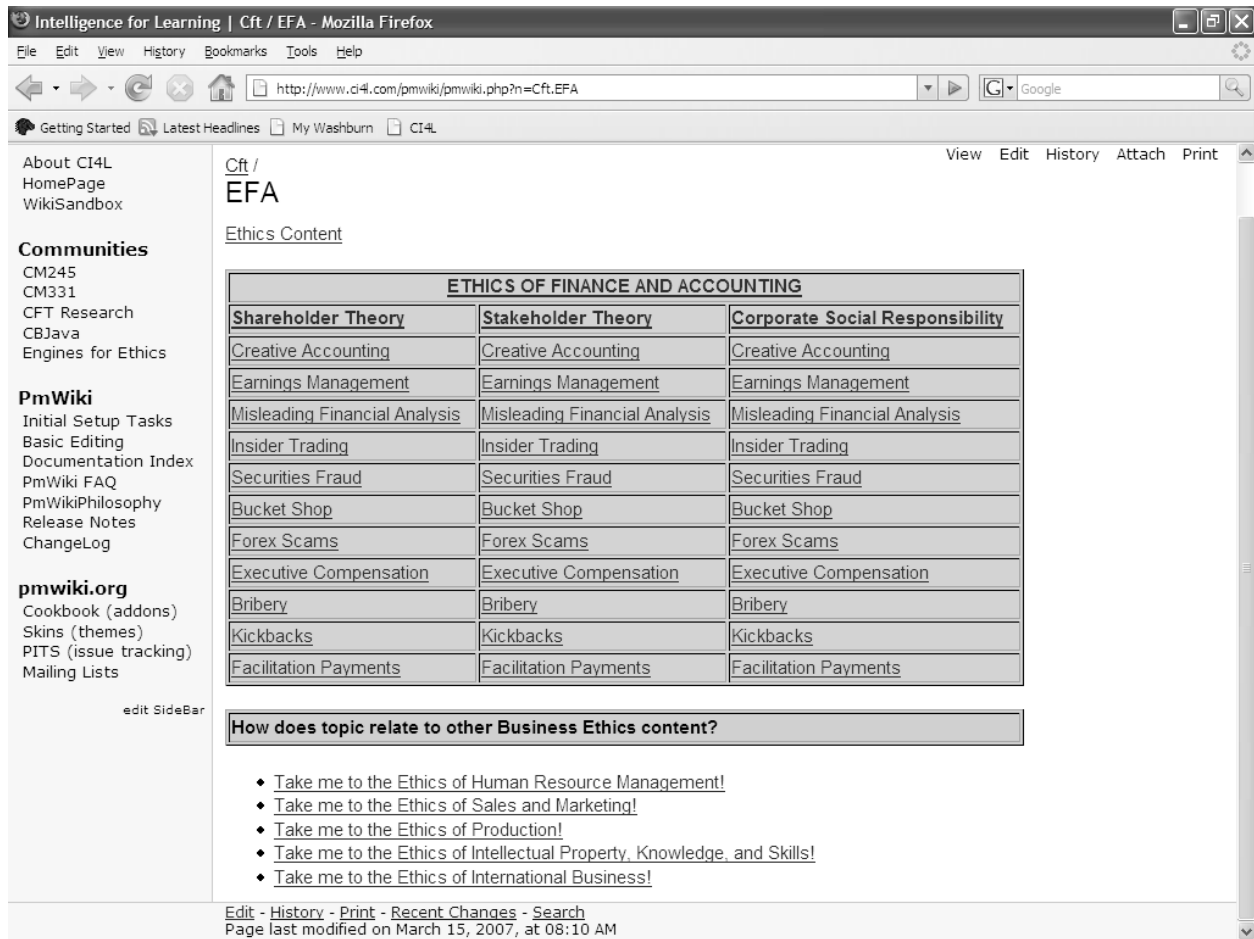 Intelligence for Learning | Cft / EFA - Mozilla Firefox
File Edit View History Bookmarks Tools Help
http://www.ci4l.com/pmwiki/pmwiki.php?n=Cft.EFA G Google
Getting Started Latest Headlines My Washburn CI4L
About CI4L
HomePage
WikiSandbox
Communities
CM245
CM331
CFT Research
CBJava
Engines for Ethics
PmWiki
Initial Setup Tasks
Basic Editing
Documentation Index
PmWiki FAQ
PmWikiPhilosophy
Release Notes
ChangeLog
pmwiki.org
Cookbook (addons)
Skins (themes)
PITS (issue tracking)
Mailing Lists
edit SideBar
View Edit History Attach Print
Cft /
EFA
Ethics Content
ETHICS OF FINANCE AND ACCOUNTING
Shareholder Theory Stakeholder Theory Corporate Social Responsibility
Creative Accounting Creative Accounting Creative Accounting
Earnings Management Earnings Management Earnings Management
Misleading Financial Analysis Misleading Financial Analysis Misleading Financial Analysis
Insider Trading Insider Trading Insider Trading
Securities Fraud Securities Fraud Securities Fraud
Bucket Shop Bucket Shop Bucket Shop
Forex Scams Forex Scams Forex Scams
Executive Compensation Executive Compensation Executive Compensation
Bribery Bribery Bribery
Kickbacks Kickbacks Kickbacks
Facilitation Payments Facilitation Payments Facilitation Payments
How does topic relate to other Business Ethics content?
Take me to the Ethics of Human Resource Management!
Take me to the Ethics of Sales and Marketing!
Take me to the Ethics of Production!
Take me to the Ethics of Intellectual Property, Knowledge, and Skills!
Take me to the Ethics of International Business!
Edit - History - Print - Recent Changes - Search
Page last modified on March 15, 2007, at 08:10 AM